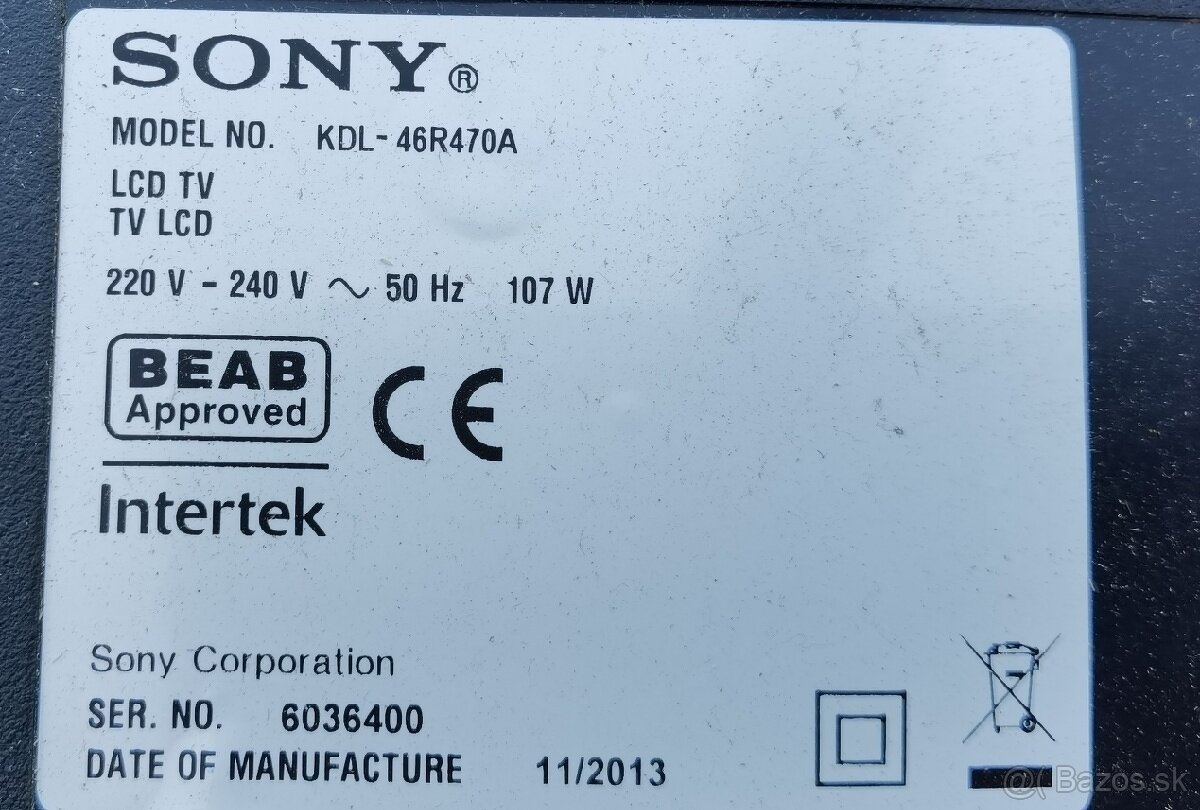 SONY®
MODEL NO. KDL-46R470A
LCD TV
TV LCD
220 V - 240 V ~ 50 Hz 107 W
BEAB
Approved
CE
Intertek
Sony Corporation
SER. NO. 6036400
DATE OF MANUFACTURE 11/2013
Bazos.sk